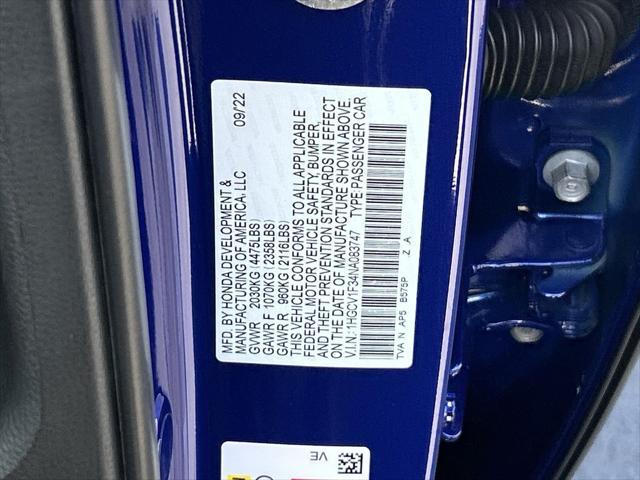 MFD. BY HONDA DEVELOPMENT & 09/22
MANUFACTURING OF AMERICA, LLC
GVWR 2030KG (4475LBS)
GAWR F 1070KG (2358LBS)
GAWR R 960KG (2116LBS)
THIS VEHICLE CONFORMS TO ALL APPLICABLE
FEDERAL MOTOR VEHICLE SAFETY, BUMPER,
AND THEFT PREVENTION STANDARDS IN EFFECT
ON THE DATE OF MANUFACTURE SHOWN ABOVE.
V.I.N.: 1HGCV1F34NA083747 TYPE:PASSENGER CAR
TVA N AP5 B575P Z A
VE